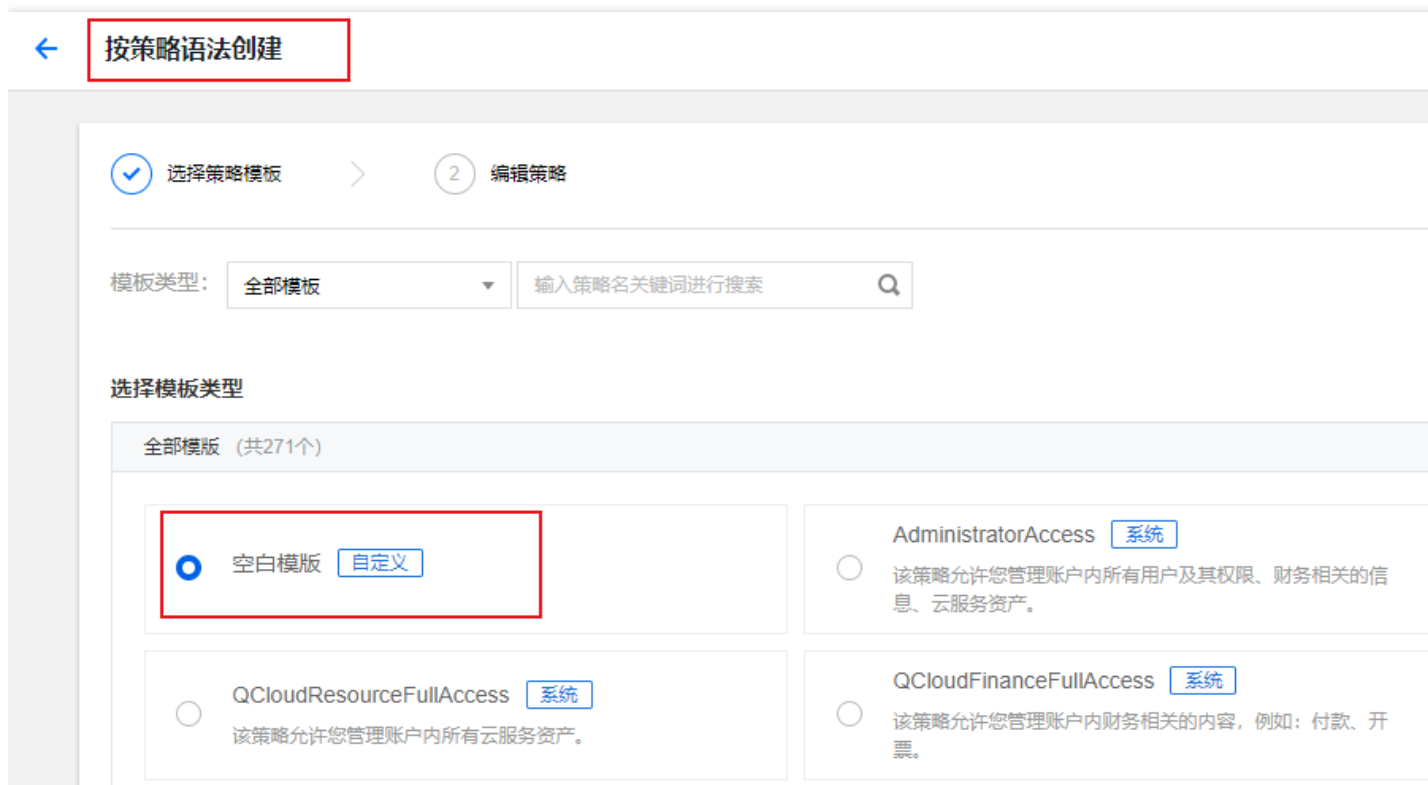 按策略语法创建
选择策略模板
2 编辑策略
模板类型: 全部模板 输入策略名关键词进行搜索
选择模板类型
全部模版 (共271个)
空白模版 自定义
AdministratorAccess 系统
该策略允许您管理账户内所有用户及其权限、财务相关的信
息、云服务资产。
QCloudResourceFullAccess 系统
该策略允许您管理账户内所有云服务资产。
QCloudFinanceFullAccess 系统
该策略允许您管理账户内财务相关的内容，例如：付款、开
票。